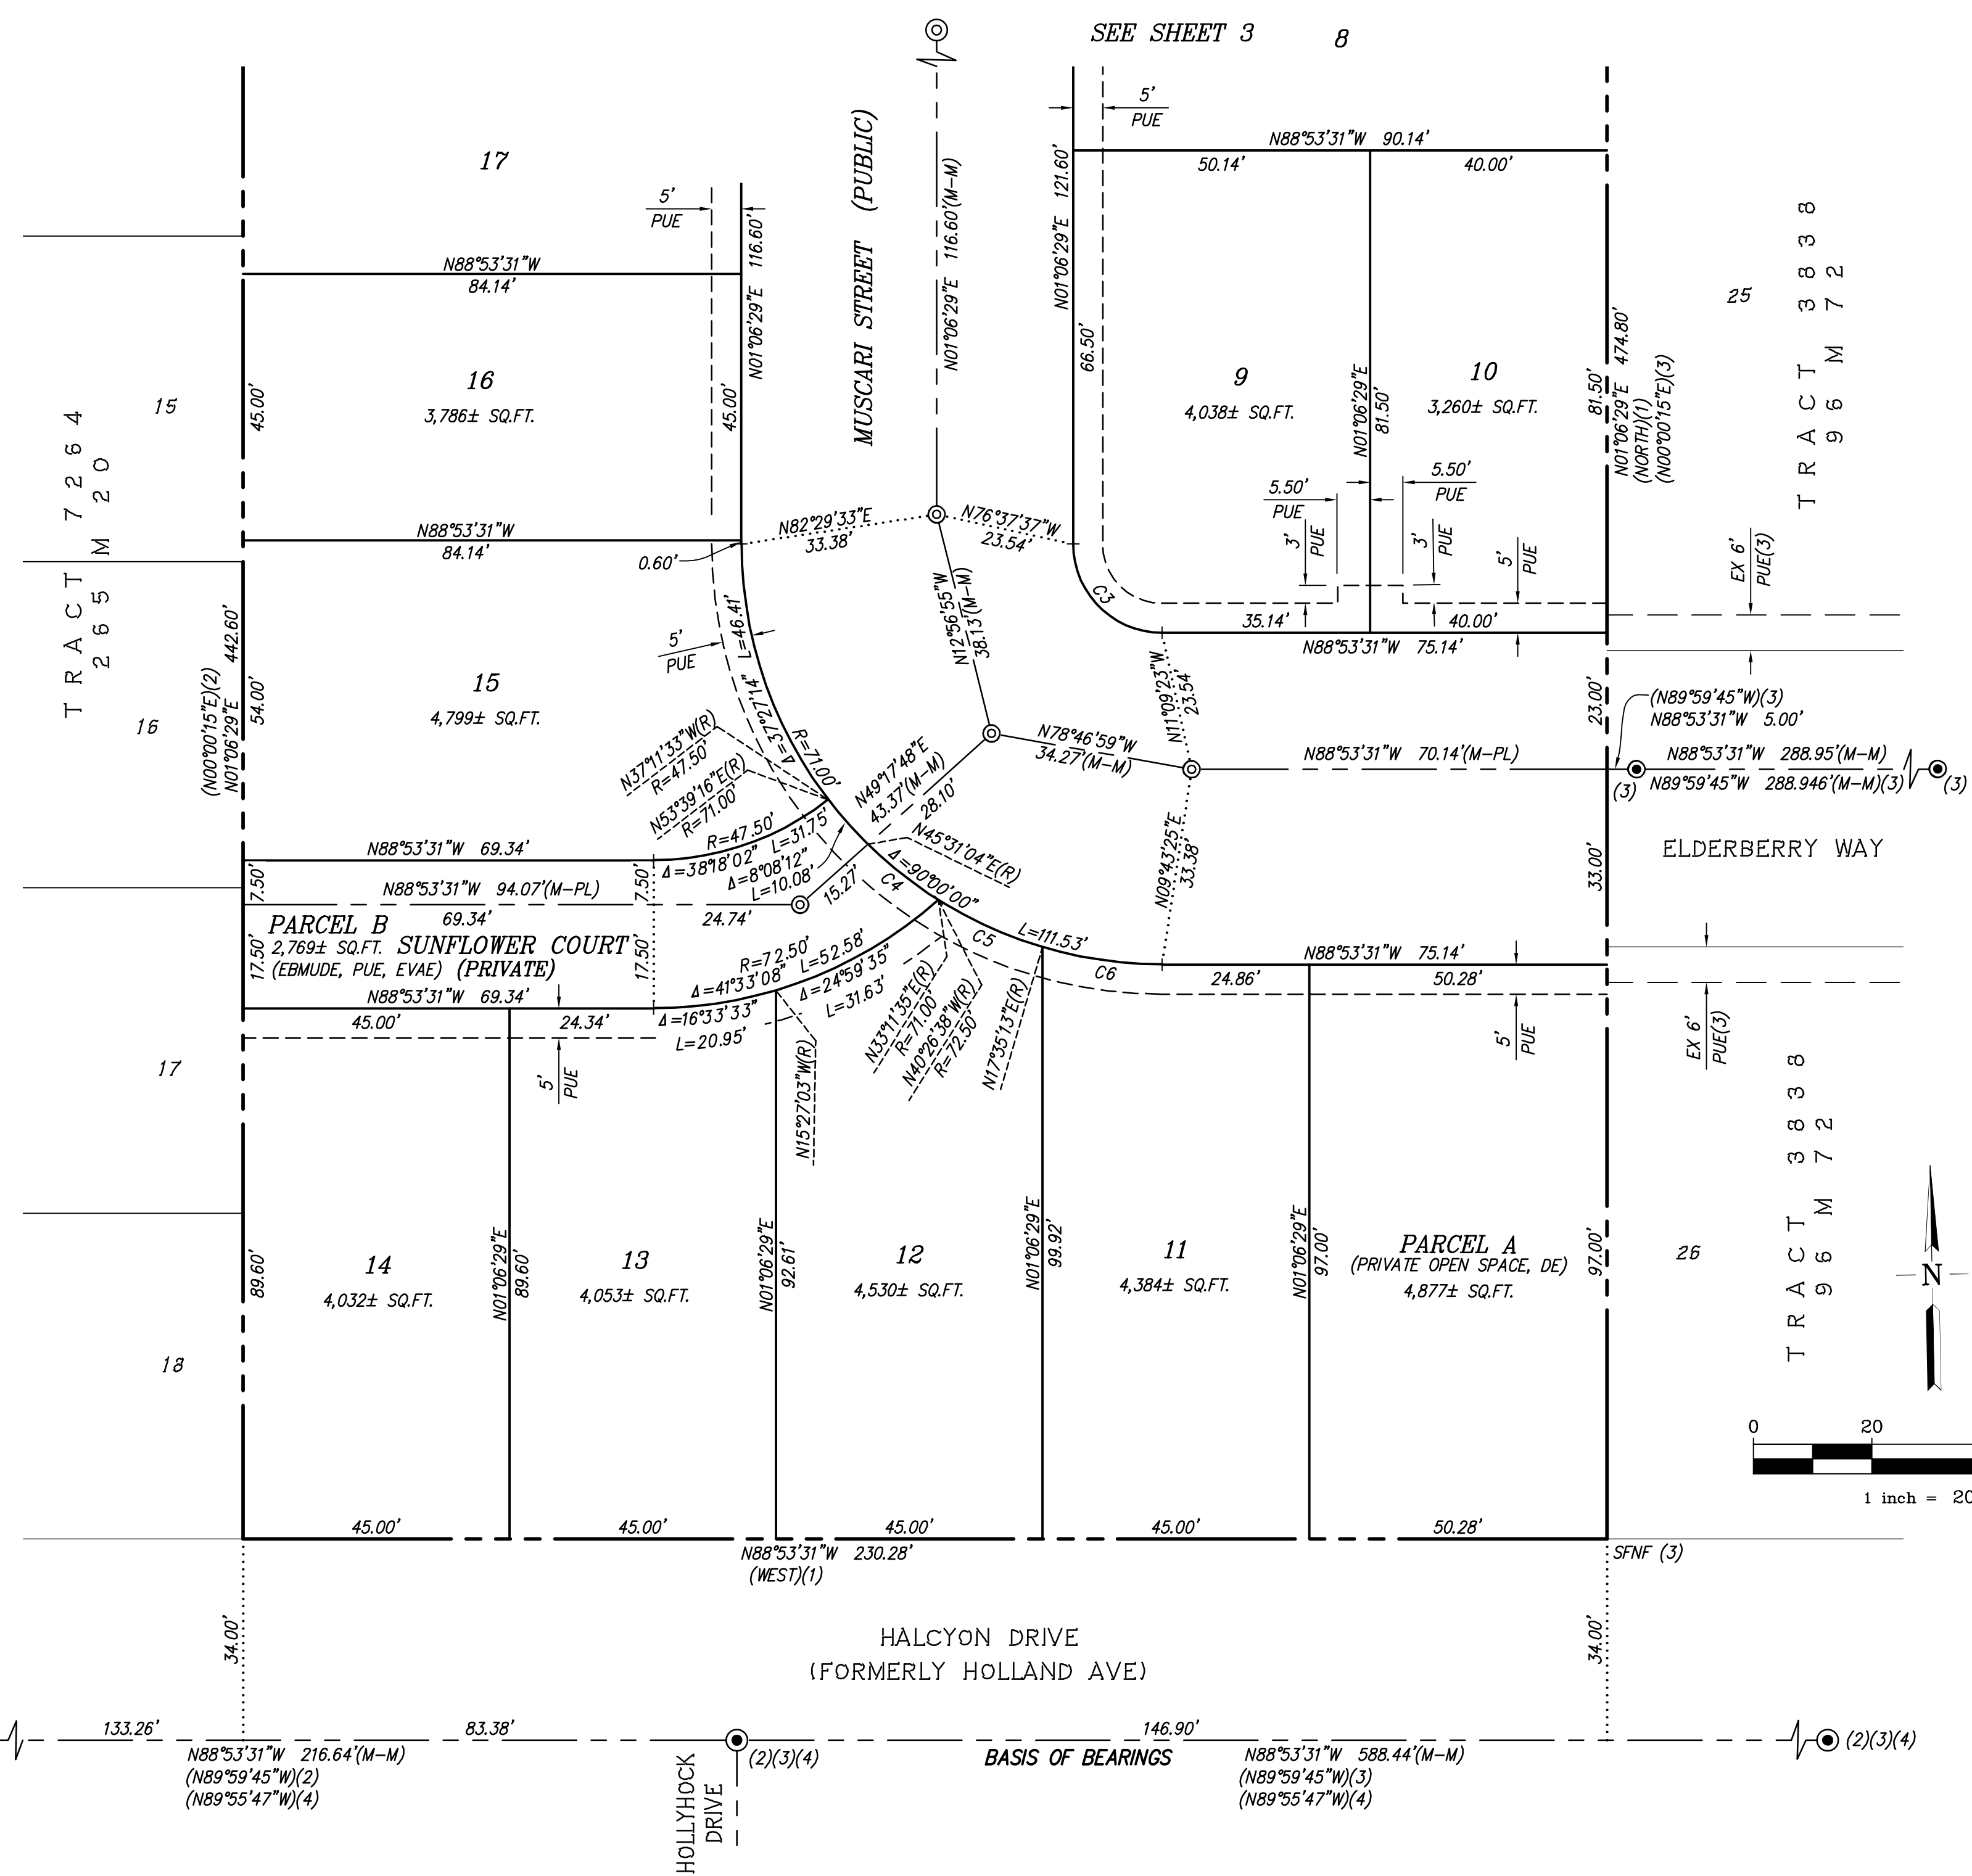 SEE SHEET 3
8
17
5'
PUE
N88°53'31"W
84.14'
N01°06'29"E 116.60'
MUSCARI STREET (PUBLIC)
N01°06'29"E 116.60'(M-M)
N01°06'29"E 121.60'
66.50'
5'
PUE
N88°53'31"W 90.14'
50.14'
40.00'
TRACT 3838
96 M 72
25
16
3,786± SQ.FT.
45.00'
45.00'
9
4,038± SQ.FT.
10
3,260± SQ.FT.
N01°06'29"E
81.50'
81.50'
N01°06'29"E 474.80'
(NORTH)(1)
(N00°00'15"E)(3)
TRACT 7264
265 M 20
15
5.50'
PUE
5.50'
PUE
3'
PUE
3'
PUE
5'
PUE
EX 6'
PUE(3)
N88°53'31"W
84.14'
0.60'
N82°29'33"E
33.38'
N76°37'37"W
23.54'
N12°56'55"W
38.13'(M-M)
C3
35.14'
40.00'
N88°53'31"W 75.14'
16
15
4,799± SQ.FT.
54.00'
(N00°00'15"E)(2)
N01°06'29"E 442.60'
5'
PUE
L=46.41'
Δ=37°27'14"
R=71.00'
N37°11'33"W(R)
R=47.50'
N53°39'16"E(R)
R=71.00'
N11°09'23"W
23.54'
N78°46'59"W
34.27'(M-M)
N49°17'48"E
43.37'(M-M)
28.10'
23.00'
(N89°59'45"W)(3)
N88°53'31"W 5.00'
N88°53'31"W 70.14'(M-PL)
(3)
N88°53'31"W 288.95'(M-M)
N89°59'45"W 288.946'(M-M)(3)
(3)
ELDERBERRY WAY
33.00'
N09°43'25"E
33.38'
N45°31'04"E(R)
Δ=90°00'00"
L=111.53'
C4
C5
C6
N88°53'31"W 69.34'
R=47.50'
L=31.75'
Δ=38°18'02"
Δ=8°08'12"
L=10.08'
15.27'
7.50'
7.50'
N88°53'31"W 94.07'(M-PL)
69.34'
24.74'
PARCEL B
2,769± SQ.FT. SUNFLOWER COURT
(EBMUDE, PUE, EVAE) (PRIVATE)
17.50'
17.50'
R=72.50'
L=52.58'
Δ=41°33'08"
Δ=24°59'35"
L=31.63'
Δ=16°33'33"
L=20.95'
N88°53'31"W 69.34'
45.00'
24.34'
N33°11'35"E(R)
R=71.00'
N40°26'38"W(R)
R=72.50'
N17°35'13"E(R)
N15°27'03"W(R)
N88°53'31"W 75.14'
24.86'
50.28'
5'
PUE
5'
PUE
EX 6'
PUE(3)
17
18
14
4,032± SQ.FT.
89.60'
N01°06'29"E
89.60'
13
4,053± SQ.FT.
N01°06'29"E
92.61'
12
4,530± SQ.FT.
N01°06'29"E
99.92'
11
4,384± SQ.FT.
N01°06'29"E
97.00'
PARCEL A
(PRIVATE OPEN SPACE, DE)
4,877± SQ.FT.
97.00'
26
TRACT 3838
96 M 72
N
0 20
1 inch = 20
45.00'
45.00'
45.00'
45.00'
50.28'
N88°53'31"W 230.28'
(WEST)(1)
SFNF (3)
34.00'
34.00'
HALCYON DRIVE
(FORMERLY HOLLAND AVE)
133.26'
83.38'
146.90'
N88°53'31"W 216.64'(M-M)
(N89°59'45"W)(2)
(N89°55'47"W)(4)
(2)(3)(4)
BASIS OF BEARINGS
N88°53'31"W 588.44'(M-M)
(N89°59'45"W)(3)
(N89°55'47"W)(4)
(2)(3)(4)
HOLLYHOCK
DRIVE